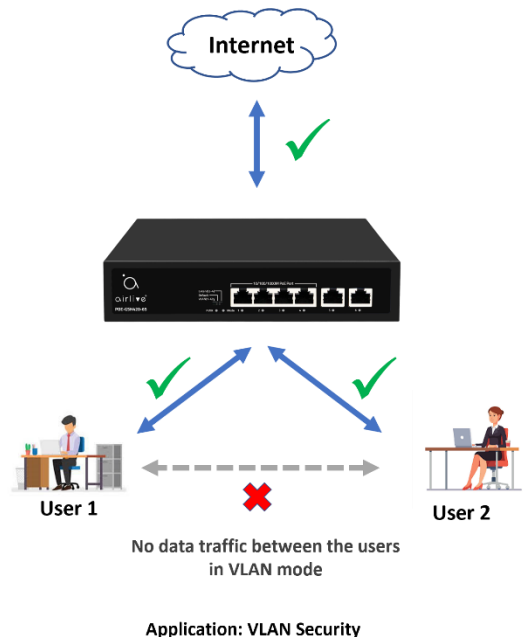 Internet
airlive
User 1
User 2
No data traffic between the users
in VLAN mode
Application: VLAN Security